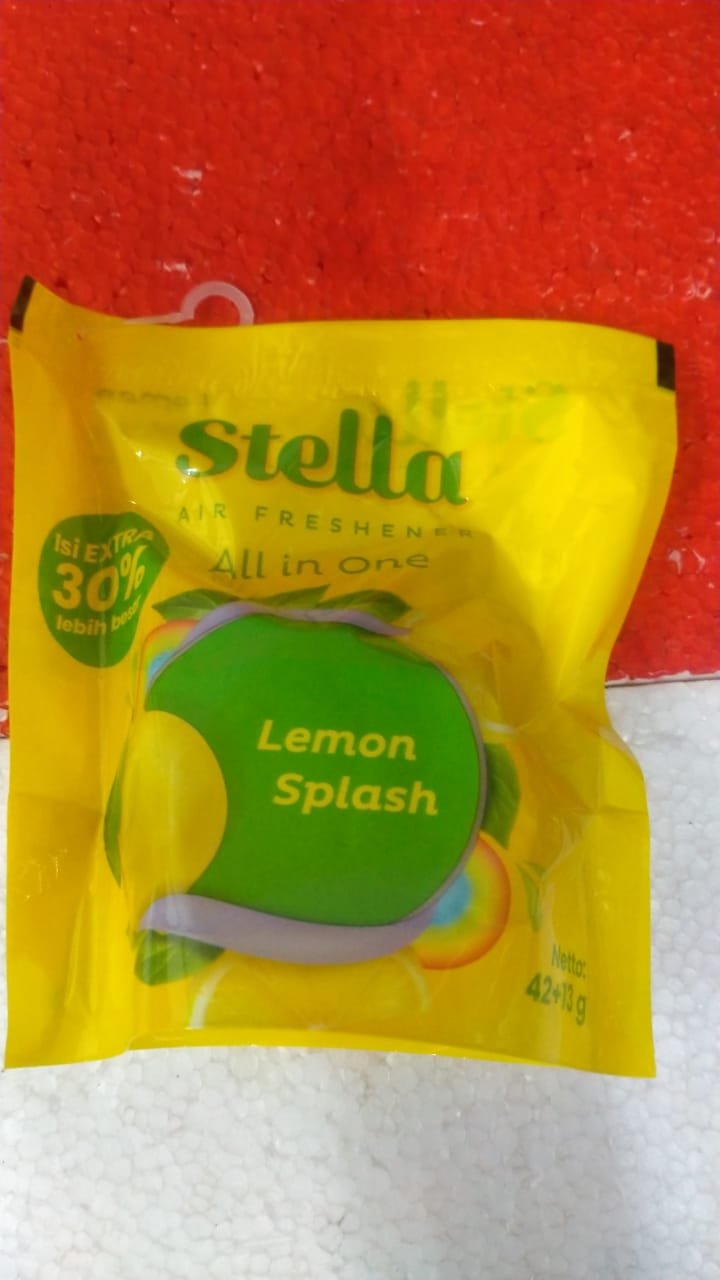 Stella
AIR FRESHENER
All in one
Isi EXTRA
30%
lebih besar
Lemon
Splash
Netto:
42+13 g